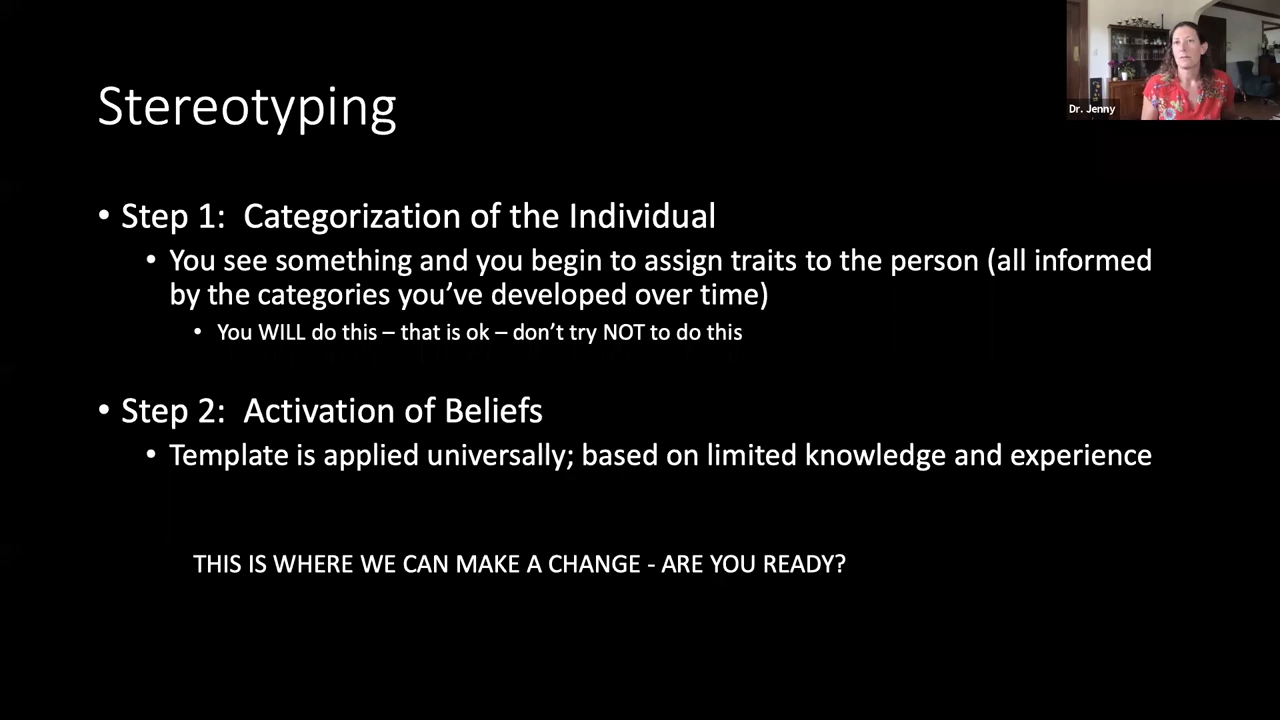 Dr. Jenny
Stereotyping
• Step 1:  Categorization of the Individual
• You see something and you begin to assign traits to the person (all informed
by the categories you’ve developed over time)
• You WILL do this – that is ok – don’t try NOT to do this
• Step 2:  Activation of Beliefs
• Template is applied universally; based on limited knowledge and experience
THIS IS WHERE WE CAN MAKE A CHANGE - ARE YOU READY?